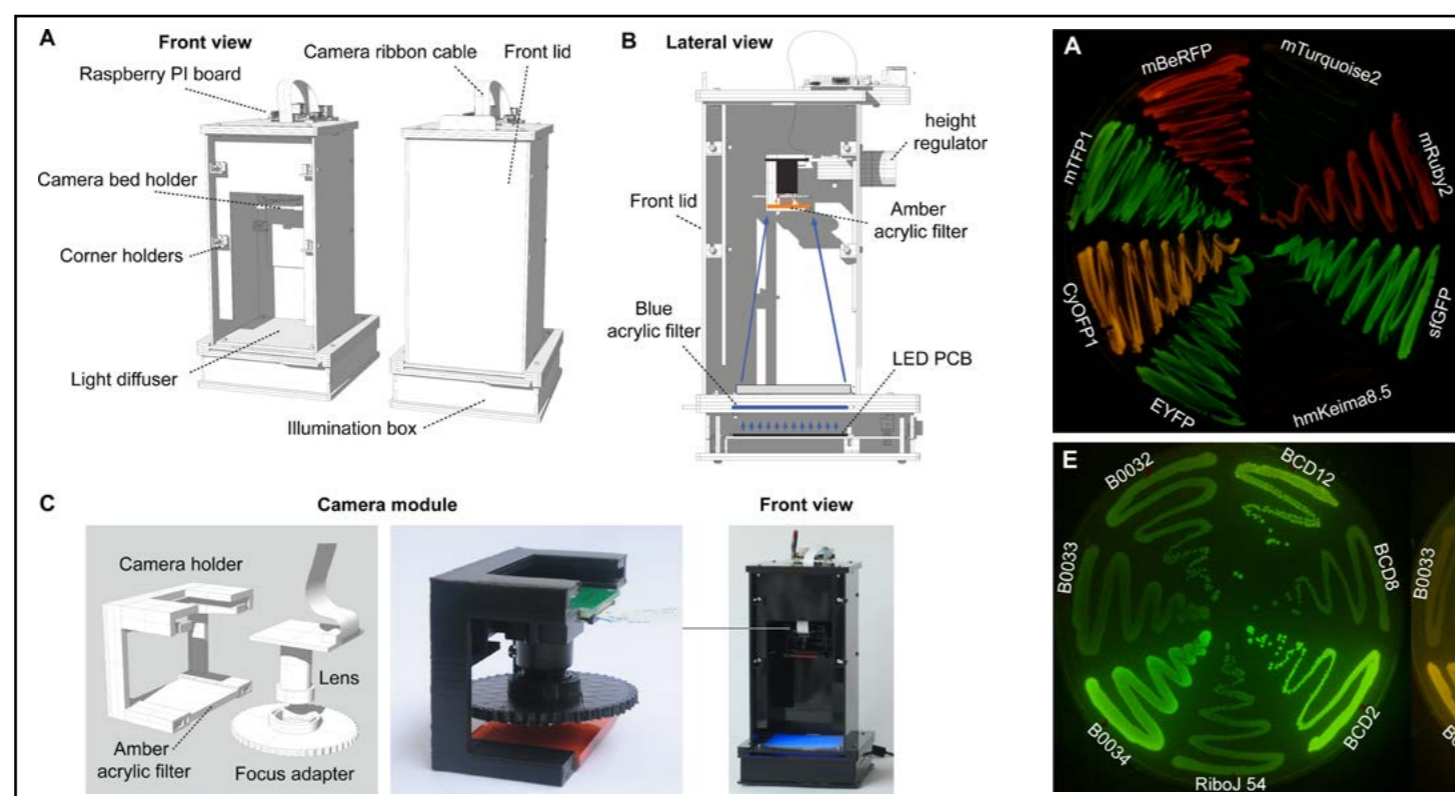 A
Front view
Camera ribbon cable
Front lid
Raspberry PI board
Camera bed holder
Corner holders
Light diffuser
Illumination box
B
Lateral view
height
regulator
Front lid
Amber
acrylic filter
Blue
acrylic filter
LED PCB
C
Camera module
Front view
Camera holder
Lens
Amber
acrylic filter
Focus adapter
A
mBeRFP
mTurquoise2
mTFP1
mRuby2
CyOFP1
sfGFP
EYFP
hmKeima8.5
E
B0032
BCD12
B0033
BCD8
B0034
BCD2
RiboJ 54
B0033